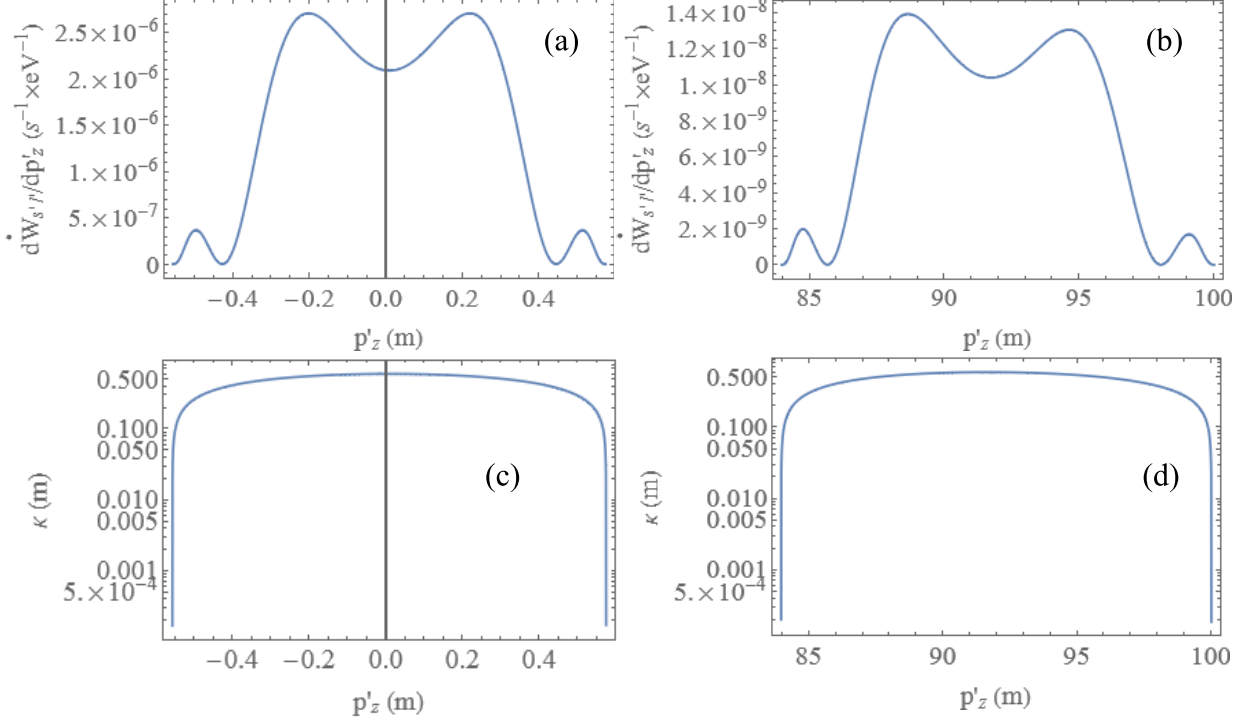 (a)
dẆs′l′/dp′z (s⁻¹×eV⁻¹)
2.5×10⁻⁶
2.×10⁻⁶
1.5×10⁻⁶
1.×10⁻⁶
5.×10⁻⁷
0
−0.4 −0.2 0.0 0.2 0.4
p′z (m)
(b)
dẆs′l′/dp′z (s⁻¹×eV⁻¹)
1.4×10⁻⁸
1.2×10⁻⁸
1.×10⁻⁸
8.×10⁻⁹
6.×10⁻⁹
4.×10⁻⁹
2.×10⁻⁹
0
85 90 95 100
p′z (m)
(c)
κ (m)
0.500
0.100
0.050
0.010
0.005
0.001
5.×10⁻⁴
−0.4 −0.2 0.0 0.2 0.4
p′z (m)
(d)
κ (m)
0.500
0.100
0.050
0.010
0.005
0.001
5.×10⁻⁴
85 90 95 100
p′z (m)